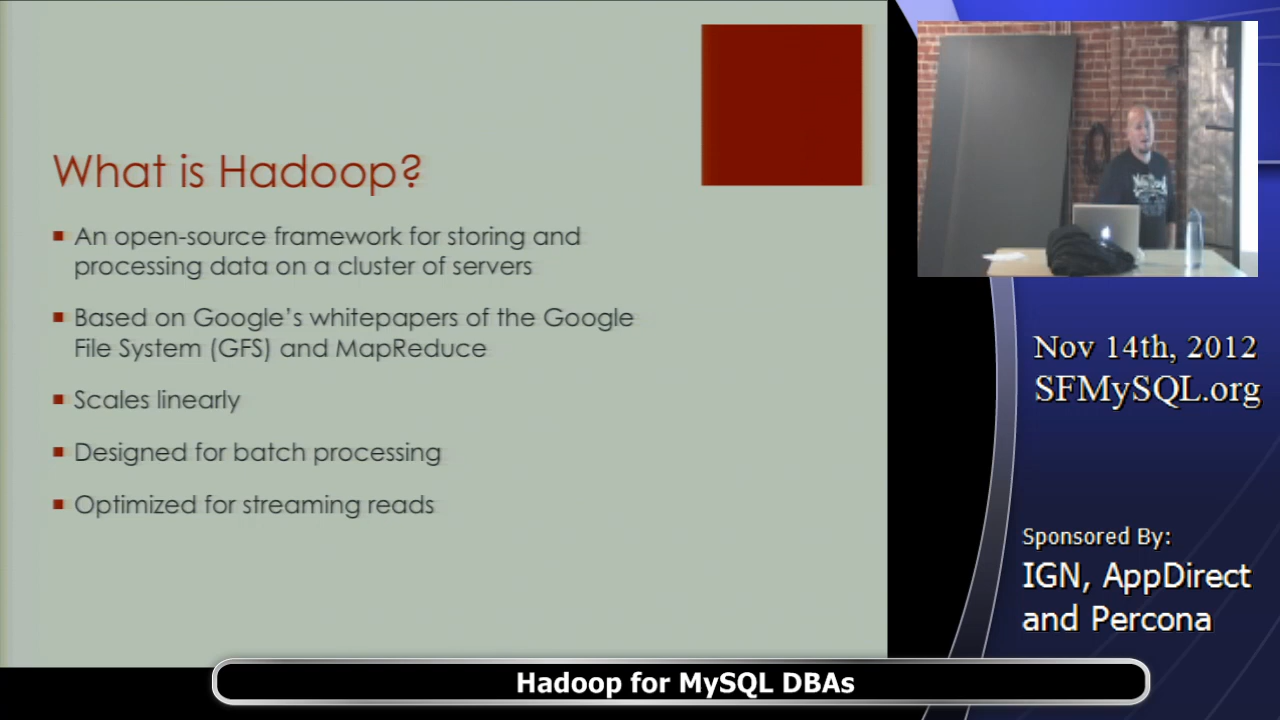 What is Hadoop?
An open-source framework for storing and
processing data on a cluster of servers
Based on Google's whitepapers of the Google
File System (GFS) and MapReduce
Scales linearly
Designed for batch processing
Optimized for streaming reads
Nov 14th, 2012
SFMySQL.org
Sponsored By:
IGN, AppDirect
and Percona
Hadoop for MySQL DBAs